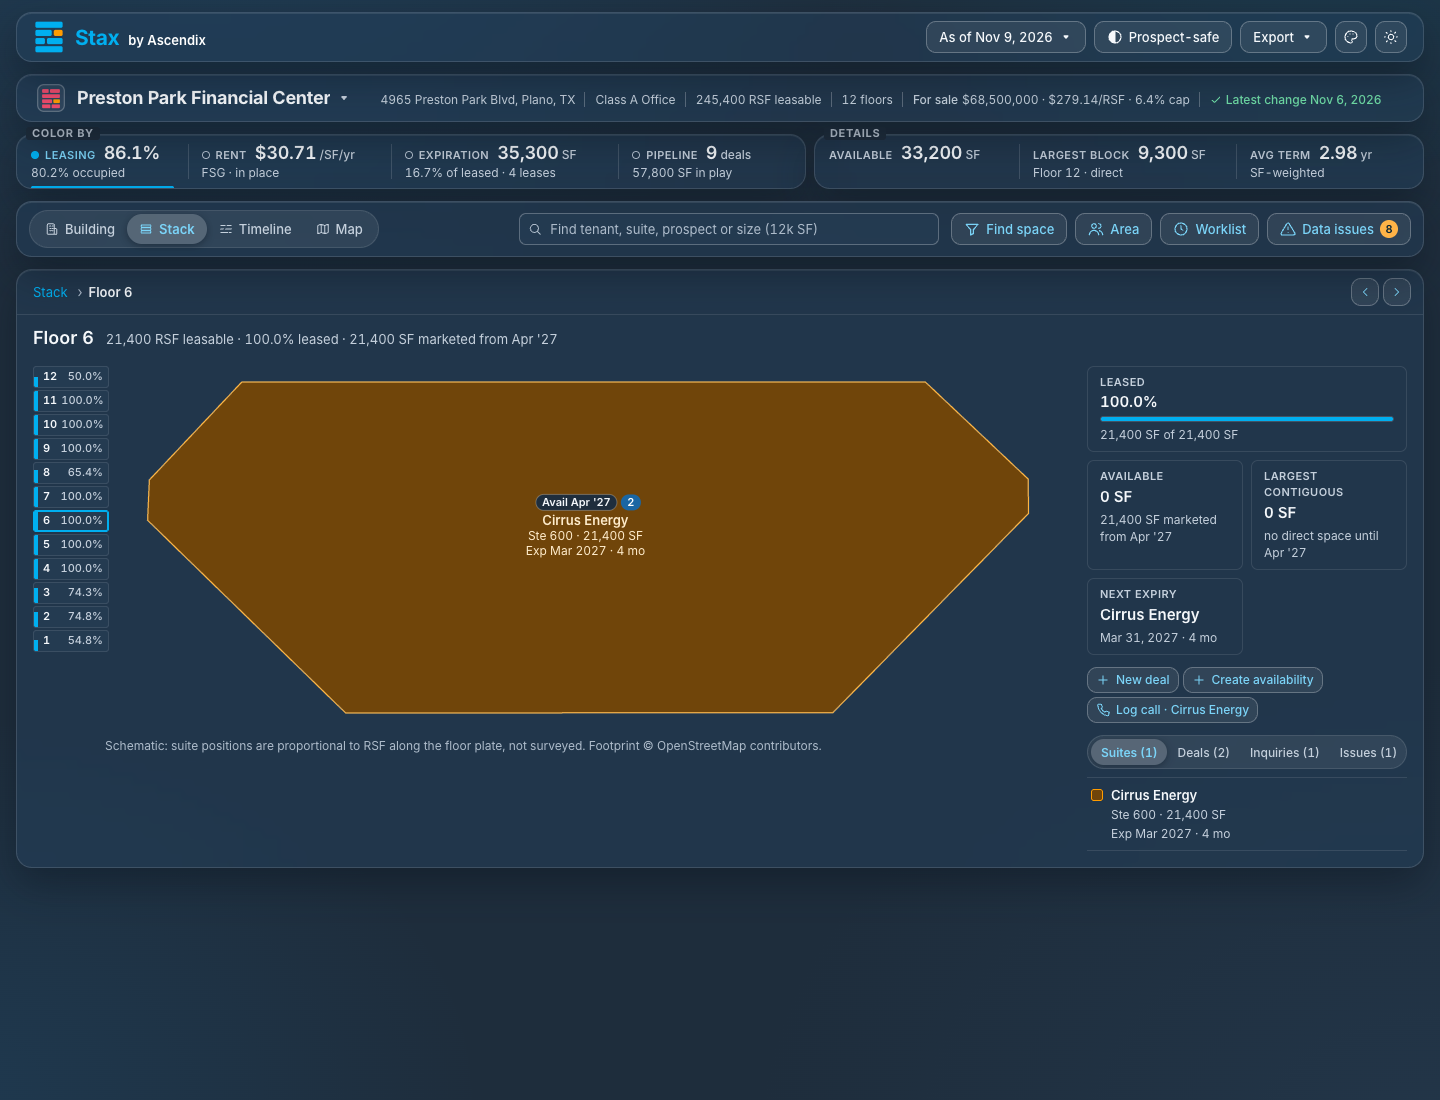 Stax by Ascendix
As of Nov 9, 2026
Prospect-safe
Export
Preston Park Financial Center
4965 Preston Park Blvd, Plano, TX
Class A Office
245,400 RSF leasable
12 floors
For sale $68,500,000 · $279.14/RSF · 6.4% cap
Latest change Nov 6, 2026
COLOR BY
LEASING 86.1%
80.2% occupied
RENT $30.71 /SF/yr
FSG · in place
EXPIRATION 35,300 SF
16.7% of leased · 4 leases
PIPELINE 9 deals
57,800 SF in play
DETAILS
AVAILABLE 33,200 SF
LARGEST BLOCK 9,300 SF
Floor 12 · direct
AVG TERM 2.98 yr
SF-weighted
Building
Stack
Timeline
Map
Find tenant, suite, prospect or size (12k SF)
Find space
Area
Worklist
Data issues 8
Stack › Floor 6
Floor 6 21,400 RSF leasable · 100.0% leased · 21,400 SF marketed from Apr '27
12 50.0%
11 100.0%
10 100.0%
9 100.0%
8 65.4%
7 100.0%
6 100.0%
5 100.0%
4 100.0%
3 74.3%
2 74.8%
1 54.8%
Avail Apr '27 2
Cirrus Energy
Ste 600 · 21,400 SF
Exp Mar 2027 · 4 mo
Schematic: suite positions are proportional to RSF along the floor plate, not surveyed. Footprint © OpenStreetMap contributors.
LEASED
100.0%
21,400 SF of 21,400 SF
AVAILABLE
0 SF
21,400 SF marketed
from Apr '27
LARGEST
CONTIGUOUS
0 SF
no direct space until
Apr '27
NEXT EXPIRY
Cirrus Energy
Mar 31, 2027 · 4 mo
New deal
Create availability
Log call · Cirrus Energy
Suites (1)
Deals (2)
Inquiries (1)
Issues (1)
Cirrus Energy
Ste 600 · 21,400 SF
Exp Mar 2027 · 4 mo